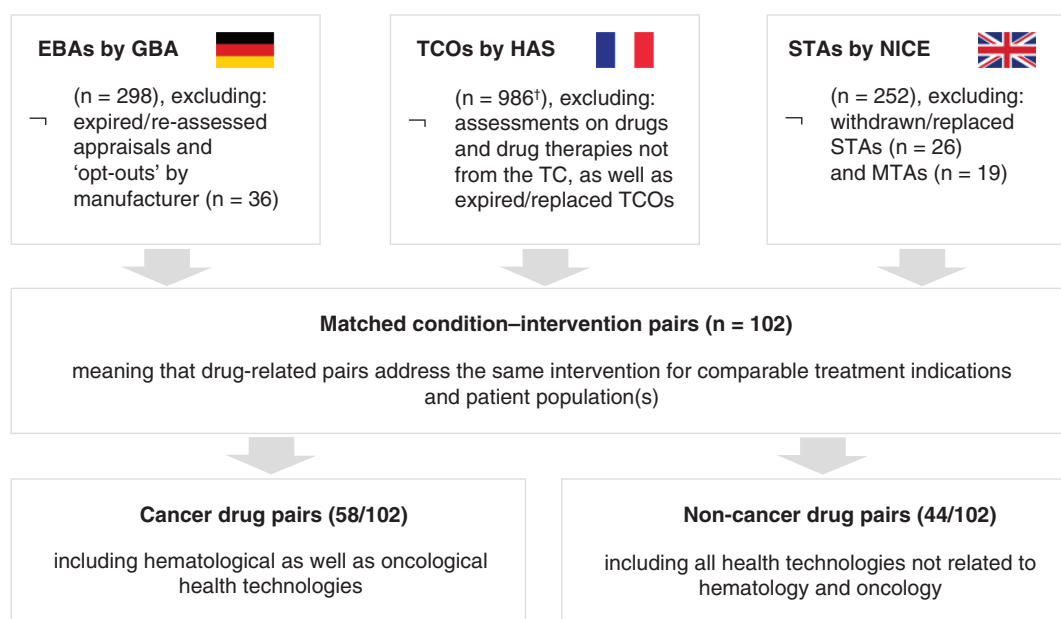 EBAs by GBA
¬ (n = 298), excluding:
expired/re-assessed
appraisals and
‘opt-outs’ by
manufacturer (n = 36)
TCOs by HAS
¬ (n = 986†), excluding:
assessments on drugs
and drug therapies not
from the TC, as well as
expired/replaced TCOs
STAs by NICE
¬ (n = 252), excluding:
withdrawn/replaced
STAs (n = 26)
and MTAs (n = 19)
Matched condition–intervention pairs (n = 102)
meaning that drug-related pairs address the same intervention for comparable treatment indications
and patient population(s)
Cancer drug pairs (58/102)
including hematological as well as oncological
health technologies
Non-cancer drug pairs (44/102)
including all health technologies not related to
hematology and oncology